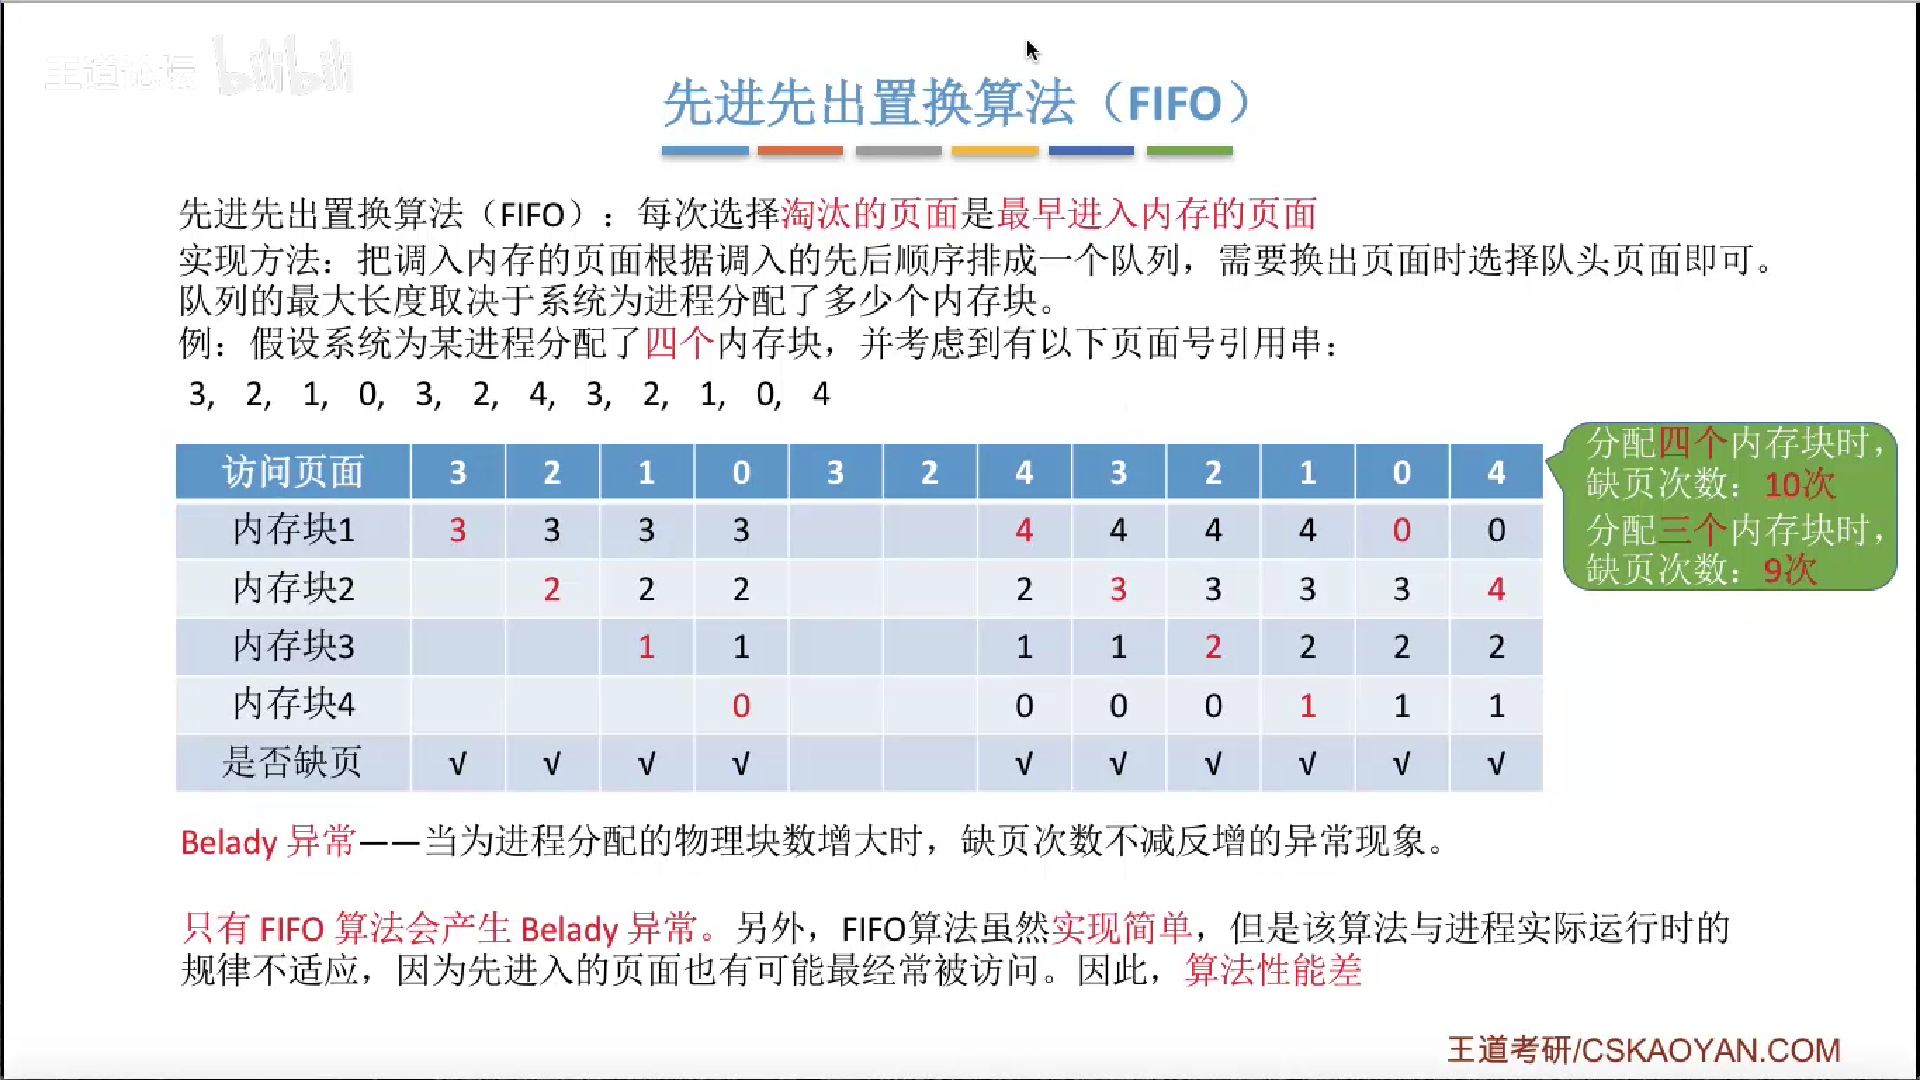 王道论坛 bilibili
先进先出置换算法（FIFO）
先进先出置换算法（FIFO）：每次选择淘汰的页面是最早进入内存的页面
实现方法：把调入内存的页面根据调入的先后顺序排成一个队列，需要换出页面时选择队头页面即可。
队列的最大长度取决于系统为进程分配了多少个内存块。
例：假设系统为某进程分配了四个内存块，并考虑到有以下页面号引用串：
3, 2, 1, 0, 3, 2, 4, 3, 2, 1, 0, 4
访问页面 3 2 1 0 3 2 4 3 2 1 0 4
内存块1 3 3 3 3 4 4 4 4 0 0
内存块2 2 2 2 2 3 3 3 3 4
内存块3 1 1 1 1 2 2 2 2
内存块4 0 0 0 0 1 1 1
是否缺页 √ √ √ √ √ √ √ √ √ √
分配四个内存块时，
缺页次数：10次
分配三个内存块时，
缺页次数：9次
Belady 异常——当为进程分配的物理块数增大时，缺页次数不减反增的异常现象。
只有 FIFO 算法会产生 Belady 异常。另外，FIFO算法虽然实现简单，但是该算法与进程实际运行时的
规律不适应，因为先进入的页面也有可能最经常被访问。因此，算法性能差
王道考研/CSKAOYAN.COM